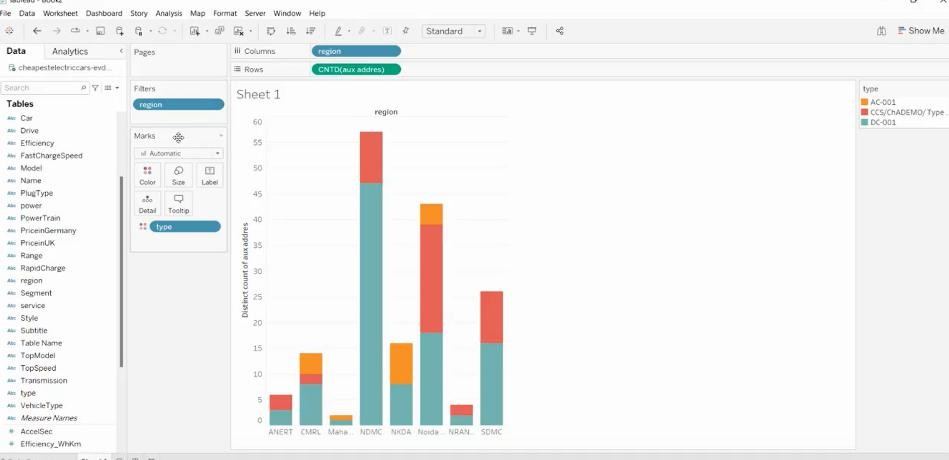 File Data Worksheet Dashboard Story Analysis Map Format Server Window Help
Standard
Show Me
Data Analytics
cheapestelectriccars-evd...
Search
Tables
Car
Drive
Efficiency
FastChargeSpeed
Model
Name
PlugType
power
PowerTrain
PriceinGermany
PriceinUK
Range
RapidCharge
region
Segment
service
Style
Subtitle
Table Name
TopModel
TopSpeed
Transmission
type
VehicleType
Measure Names
AccelSec
Efficiency_WhKm
Pages
Filters
region
Marks
Automatic
Color Size Label
Detail Tooltip
type
Columns region
Rows CNTD(aux addres)
Sheet 1
region
60
55
50
45
40
35
30
25
20
15
10
5
0
Distinct count of aux addres
ANERT CMRL Maha... NDMC NKDA Noida... NRAN... SDMC
type
AC-001
CCS/ChADEMO/ Type ...
DC-001